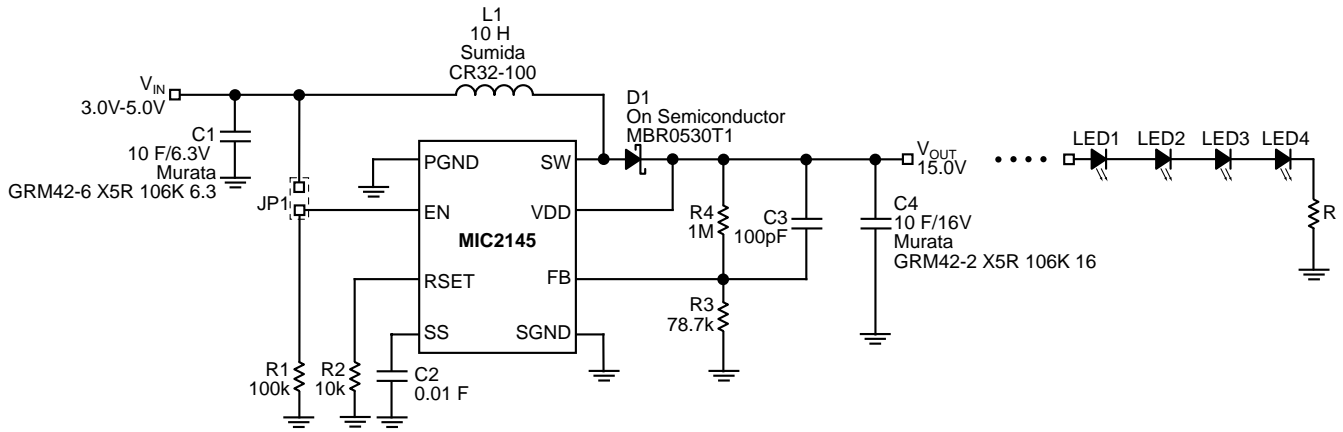 L1
10 H
Sumida
CR32-100
VIN
3.0V-5.0V
C1
10 F/6.3V
Murata
GRM42-6 X5R 106K 6.3
JP1
D1
On Semiconductor
MBR0530T1
PGND
SW
EN
VDD
MIC2145
RSET
FB
SS
SGND
R1
100k
R2
10k
C2
0.01 F
R4
1M
C3
100pF
R3
78.7k
VOUT
15.0V
C4
10 F/16V
Murata
GRM42-2 X5R 106K 16
LED1
LED2
LED3
LED4
R